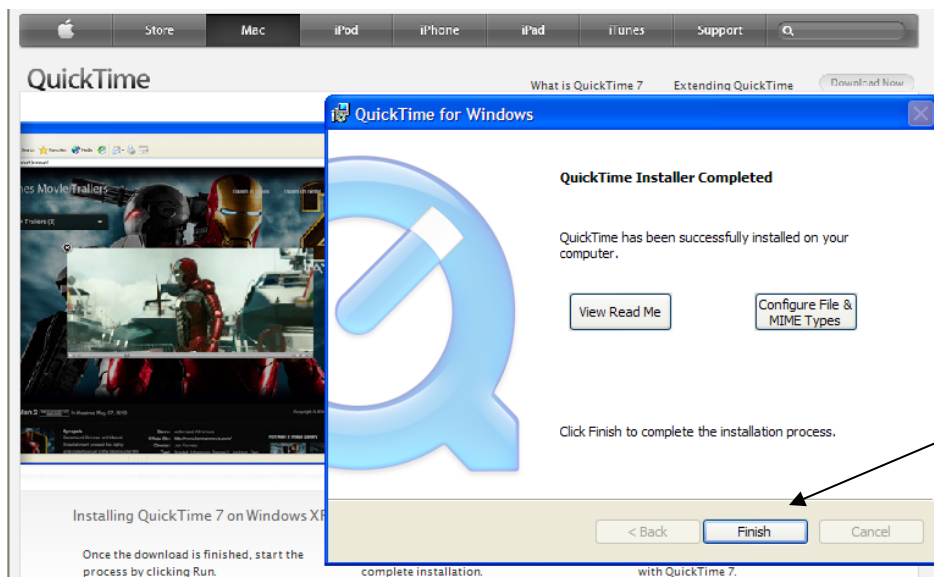 Store Mac iPod iPhone iPad iTunes Support
QuickTime
What is QuickTime 7 Extending QuickTime Download Now
QuickTime for Windows
Movie Trailers
QuickTime Installer Completed
QuickTime has been successfully installed on your
computer.
View Read Me
Configure File &
MIME Types
Click Finish to complete the installation process.
< Back Finish Cancel
Installing QuickTime 7 on Windows
Once the download is finished, start the
process by clicking Run.
complete installation.
with QuickTime 7.